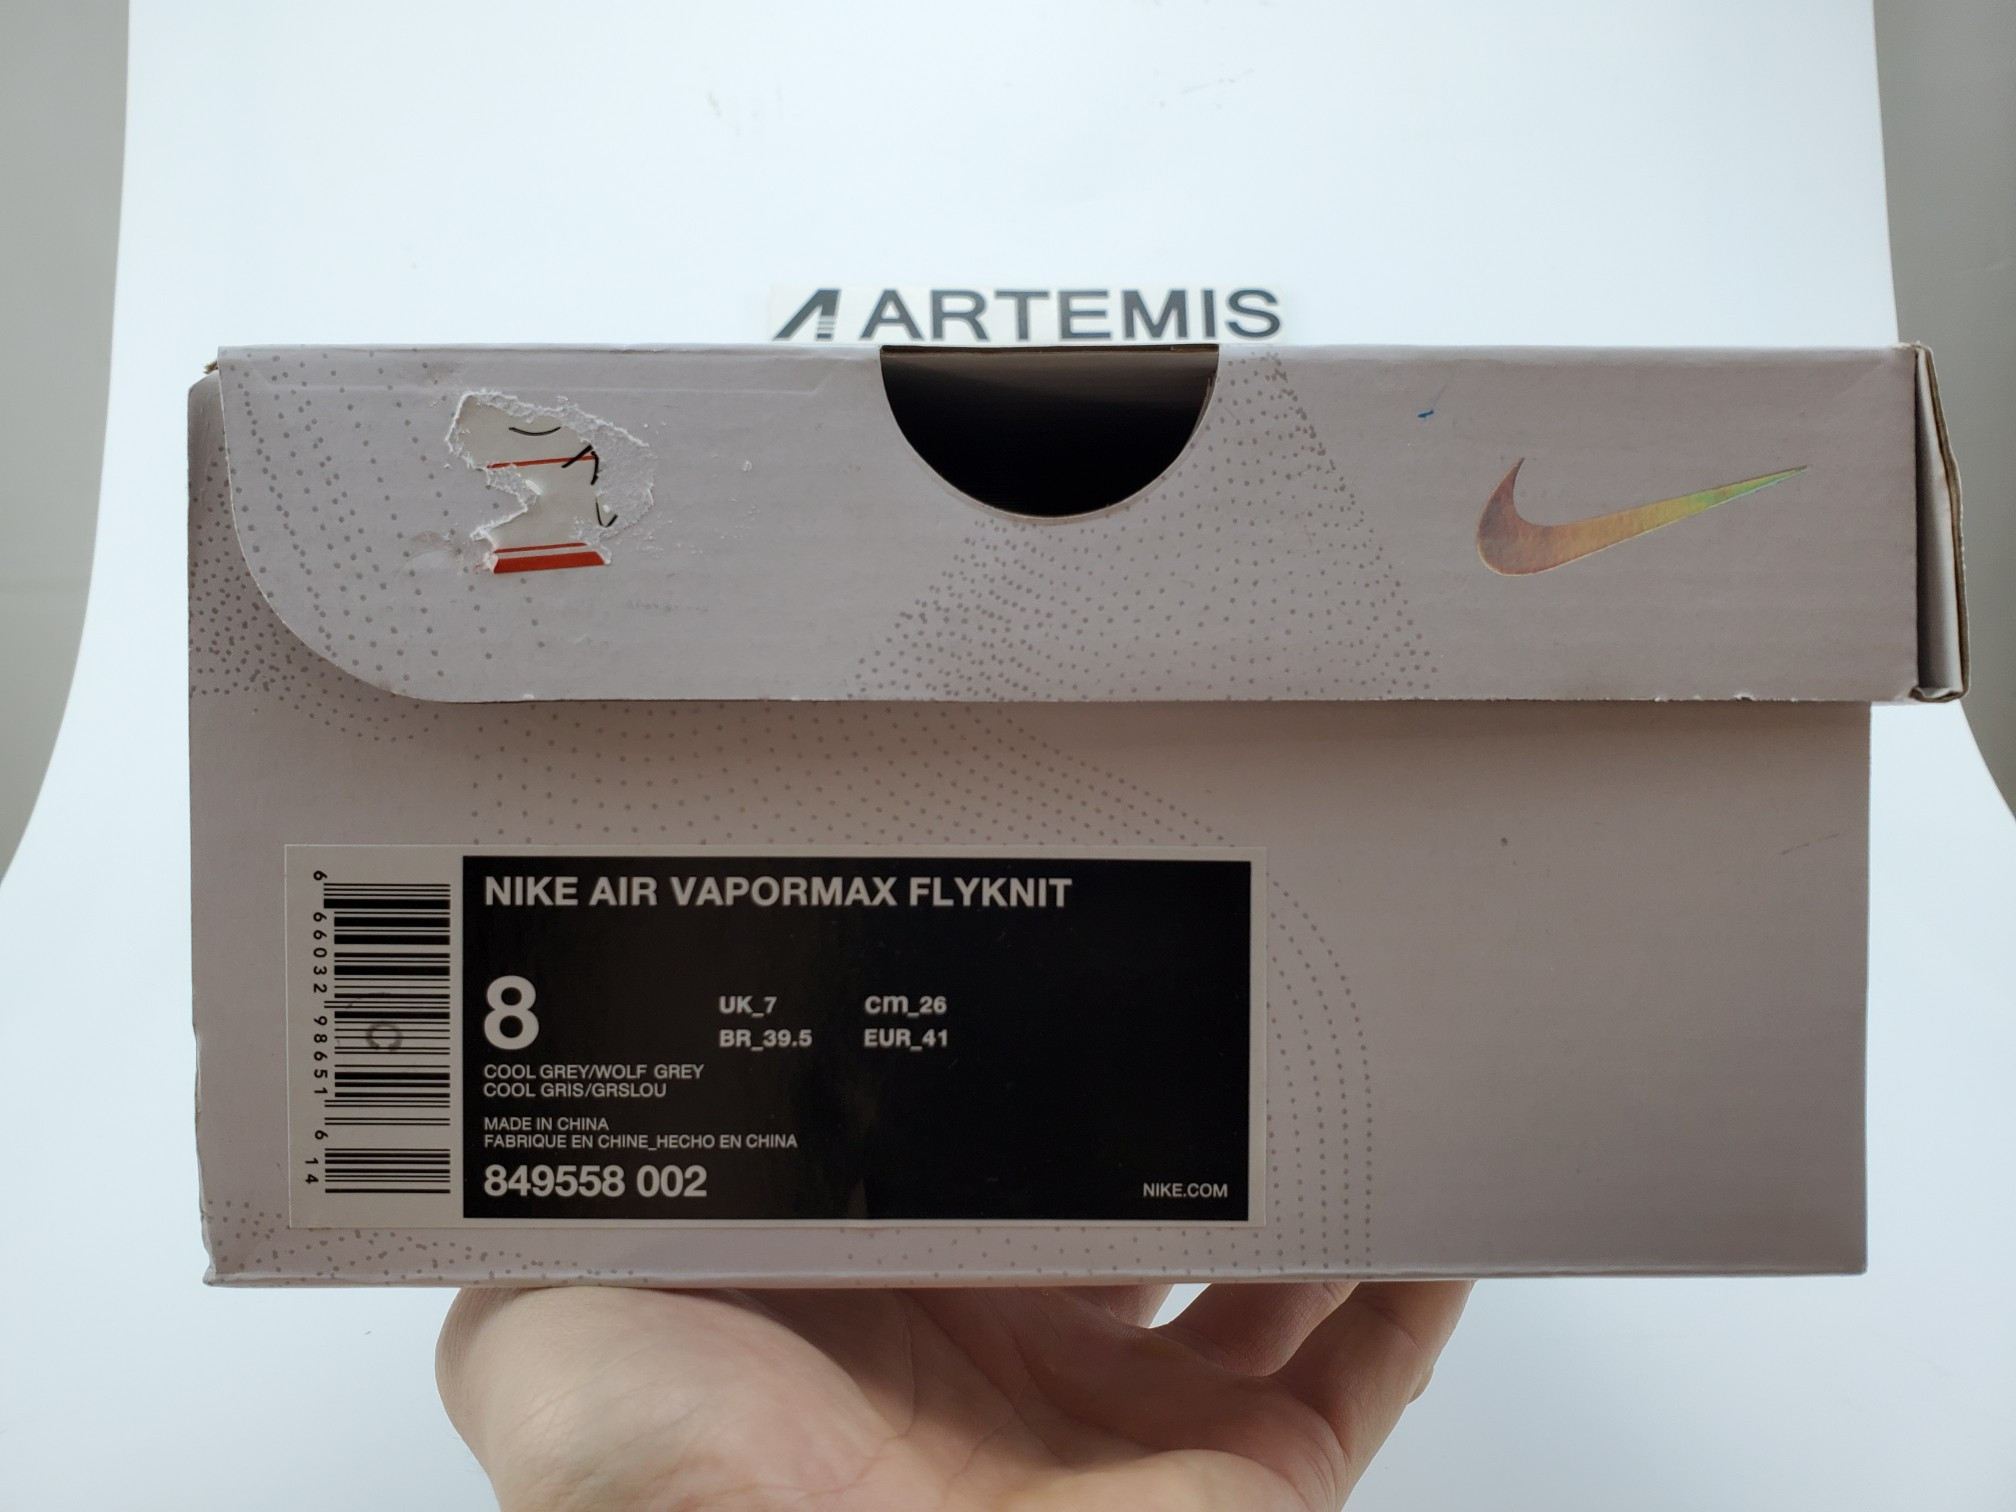 ARTEMIS
NIKE AIR VAPORMAX FLYKNIT
8
UK_7 cm_26
BR_39.5 EUR_41
COOL GREY/WOLF GREY
COOL GRIS/GRSLOU
MADE IN CHINA
FABRIQUE EN CHINE_HECHO EN CHINA
849558 002
NIKE.COM
6 66032 98651 6 14
C